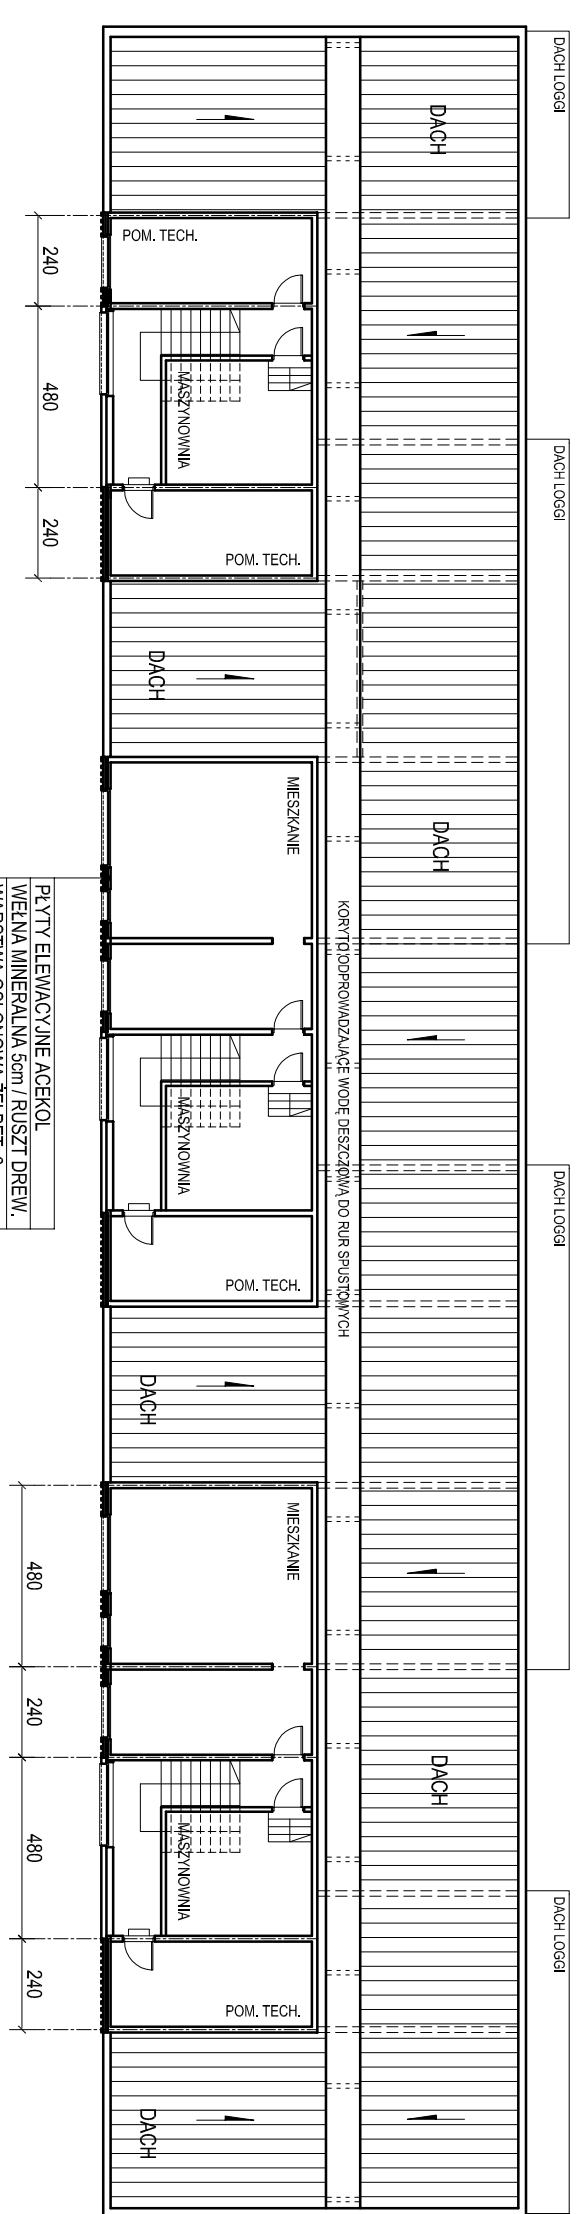 DACH LOGGI
DACH LOGGI
DACH LOGGI
DACH LOGGI
DACH
DACH
DACH
KORYTO ODPROWADZAJĄCE WODĘ DESZCZOWĄ DO RUR SPUSTOWYCH
POM. TECH.
MASZYNOWNIA
POM. TECH.
DACH
MIESZKANIE
MASZYNOWNIA
POM. TECH.
DACH
MIESZKANIE
MASZYNOWNIA
POM. TECH.
DACH
240
480
240
480
240
480
240
PŁYTY ELEWACYJNE ACEKOL
WEŁNA MINERALNA 5cm / RUSZT DREW.